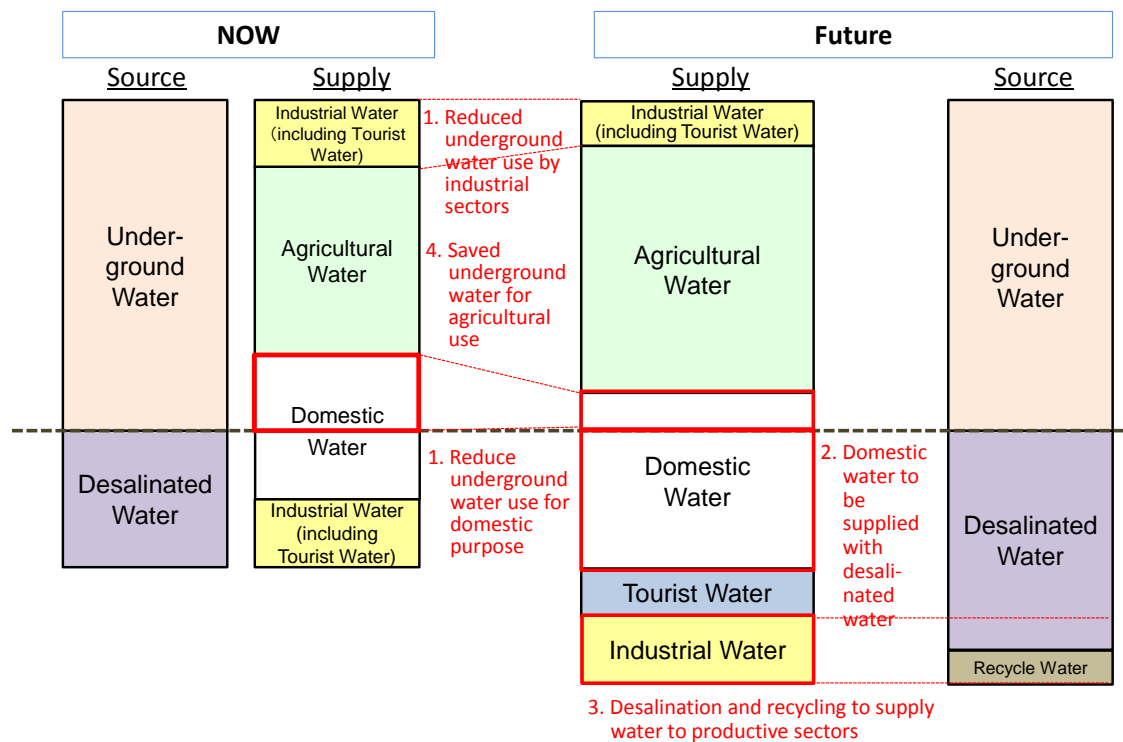 NOW
Future
Source
Supply
Supply
Source
Under-
ground
Water
Desalinated
Water
Industrial Water
(including Tourist
Water)
Agricultural
Water
Domestic
Water
Industrial Water
(including
Tourist Water)
1. Reduced
underground
water use by
industrial
sectors
4. Saved
underground
water for
agricultural
use
1. Reduce
underground
water use for
domestic
purpose
Industrial Water
(including Tourist Water)
Agricultural
Water
Domestic
Water
Tourist Water
Industrial Water
2. Domestic
water to
be
supplied
with
desali-
nated
water
3. Desalination and recycling to supply
water to productive sectors
Under-
ground
Water
Desalinated
Water
Recycle Water